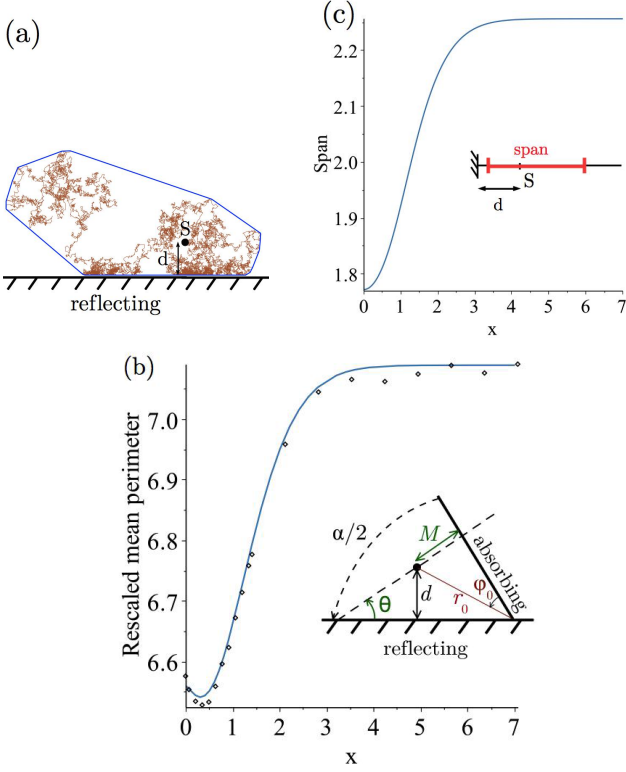 (a)
S
d
reflecting
(c)
Span
2.2
2.1
2.0
1.9
1.8
span
S
d
0 1 2 3 4 5 6 7
x
(b)
Rescaled mean perimeter
7.0
6.9
6.8
6.7
6.6
α/2
M
absorbing
θ
d
r₀
φ₀
reflecting
0 1 2 3 4 5 6 7
x